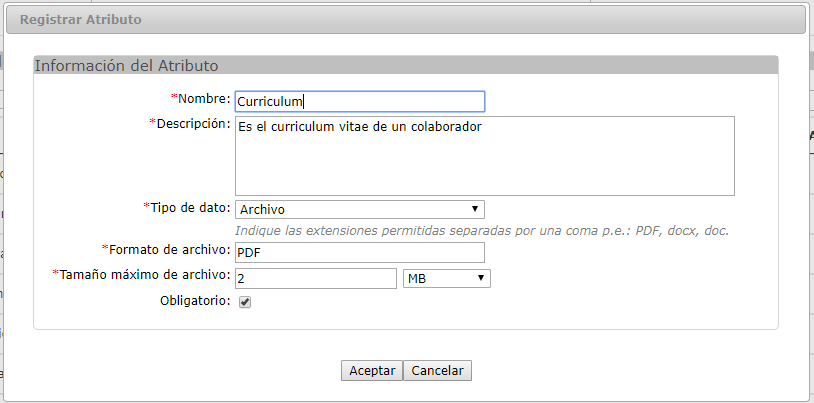 Registrar Atributo
Información del Atributo
*Nombre: Curriculum
*Descripción: Es el curriculum vitae de un colaborador
*Tipo de dato: Archivo
Indique las extensiones permitidas separadas por una coma p.e.: PDF, docx, doc.
*Formato de archivo: PDF
*Tamaño máximo de archivo: 2 MB
Obligatorio:
Aceptar Cancelar